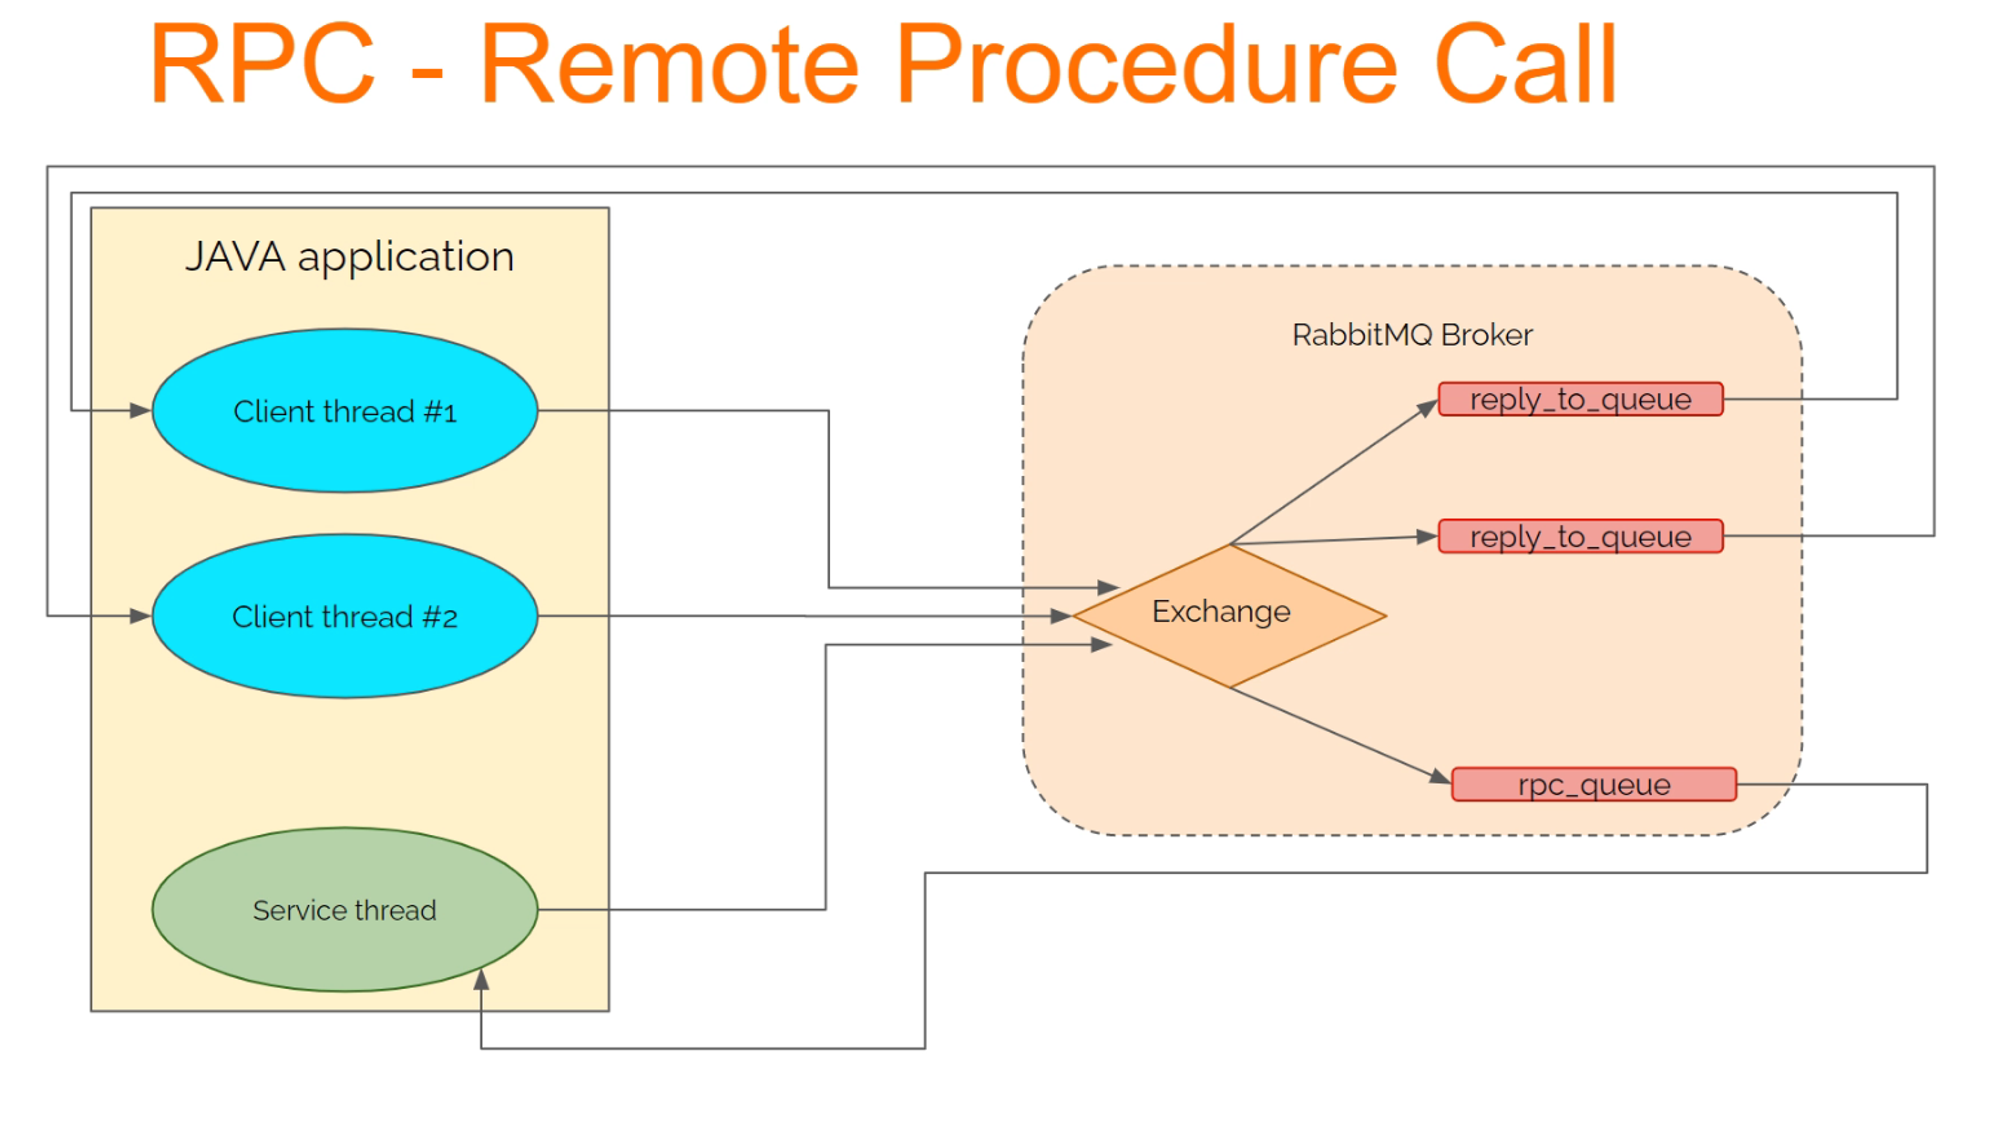 RPC - Remote Procedure Call
JAVA application
Client thread #1
Client thread #2
Service thread
RabbitMQ Broker
reply_to_queue
reply_to_queue
Exchange
rpc_queue